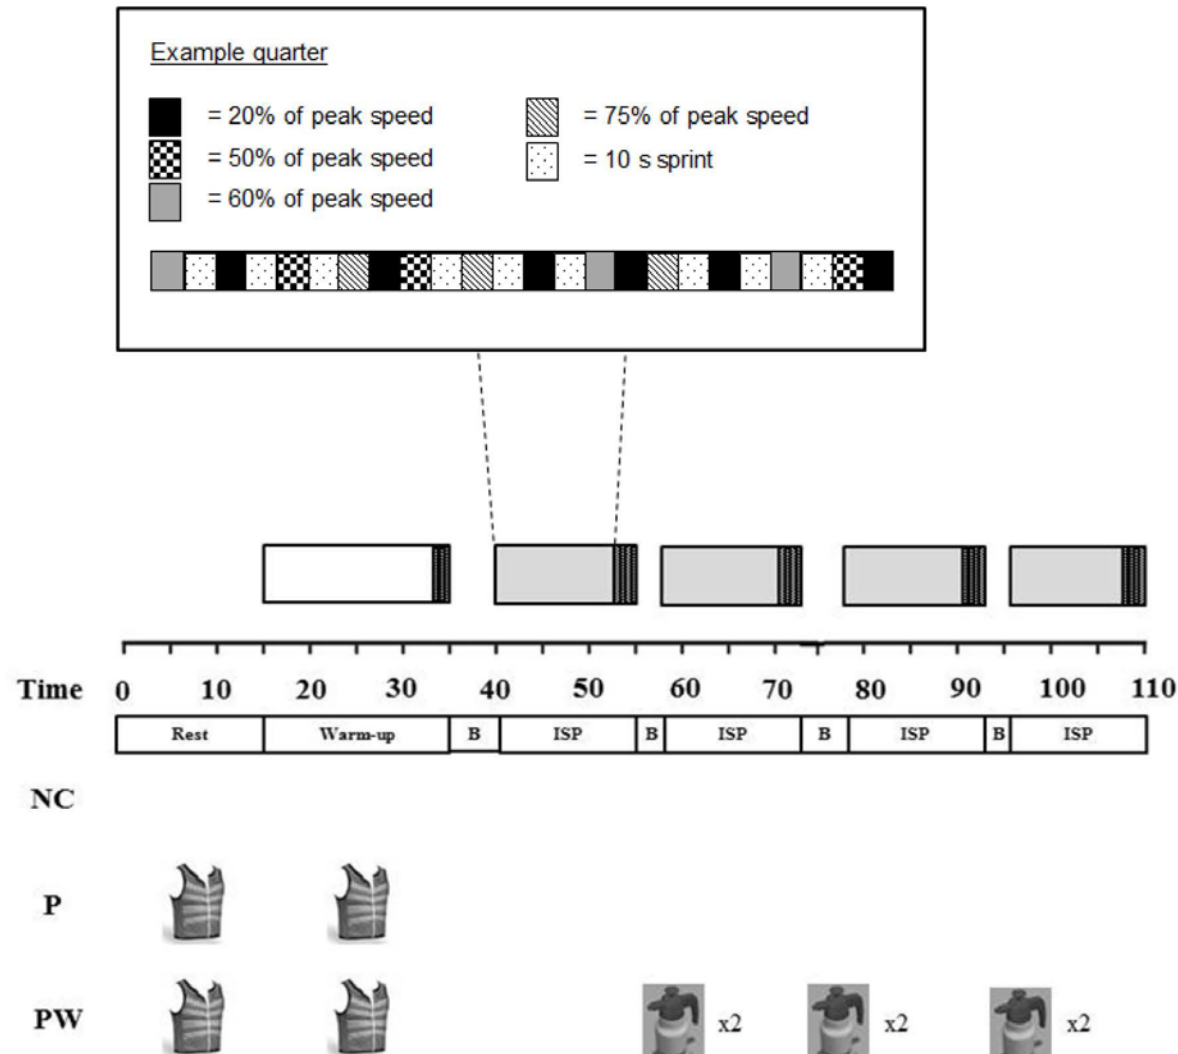 Example quarter
= 20% of peak speed
= 75% of peak speed
= 50% of peak speed
= 10 s sprint
= 60% of peak speed
Time 0 10 20 30 40 50 60 70 80 90 100 110
Rest Warm-up B ISP B ISP B ISP B ISP
NC
P
PW x2 x2 x2